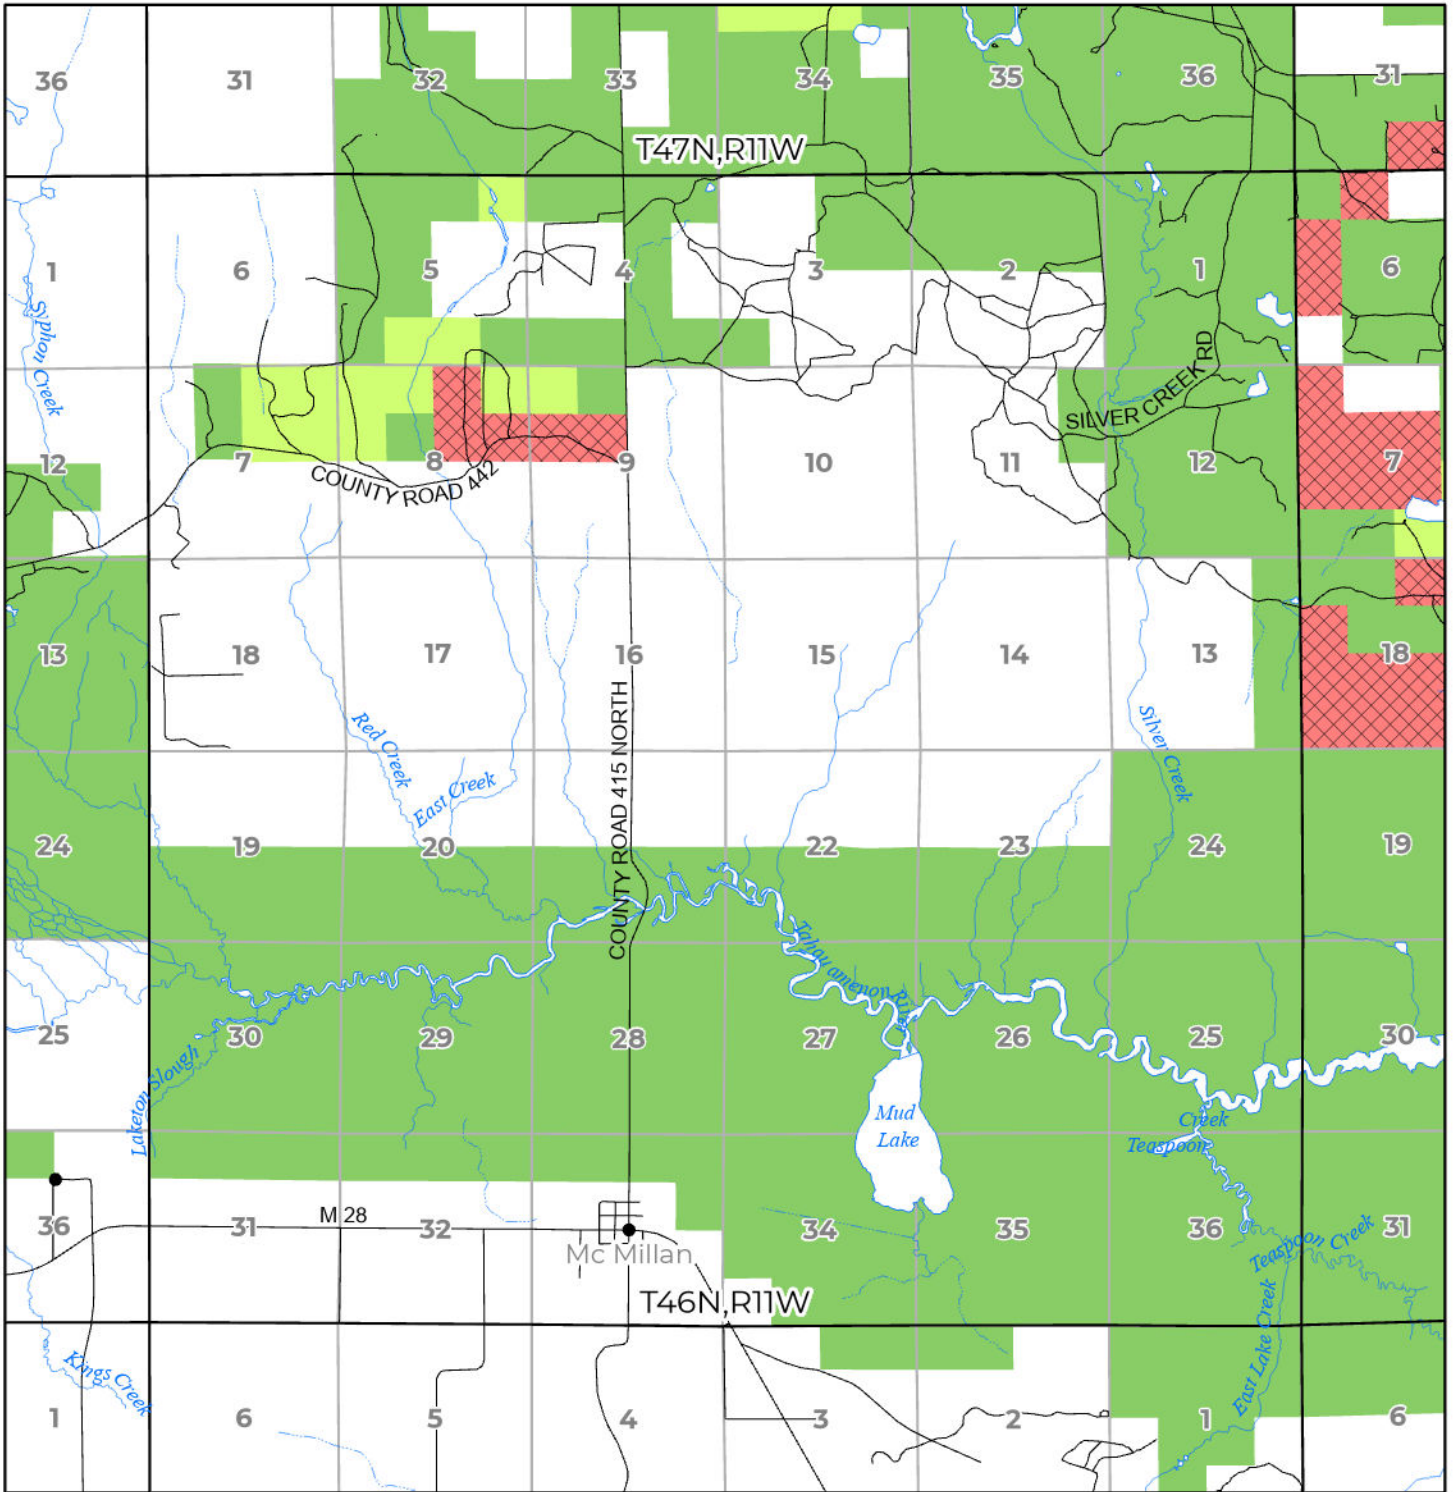 36 31 32 33 34 35 36 31
T47N,R11W
1 6 5 4 3 2 1 6
Syphon Creek
SILVER CREEK RD
12 7 8 9 10 11 12 7
COUNTY ROAD 442
13 18 17 16 15 14 13 18
Red Creek
East Creek
COUNTY ROAD 415 NORTH
Silver Creek
24 19 20 22 23 24 19
Tahquamenon River
25 30 29 28 27 26 25 30
Laketon Slough
Mud
Lake
Creek
Teaspoon
36 31 32 34 35 36 31
M 28
Mc Millan
Teaspoon Creek
T46N,R11W
East Lake Creek
Kings Creek
1 6 5 4 3 2 1 6